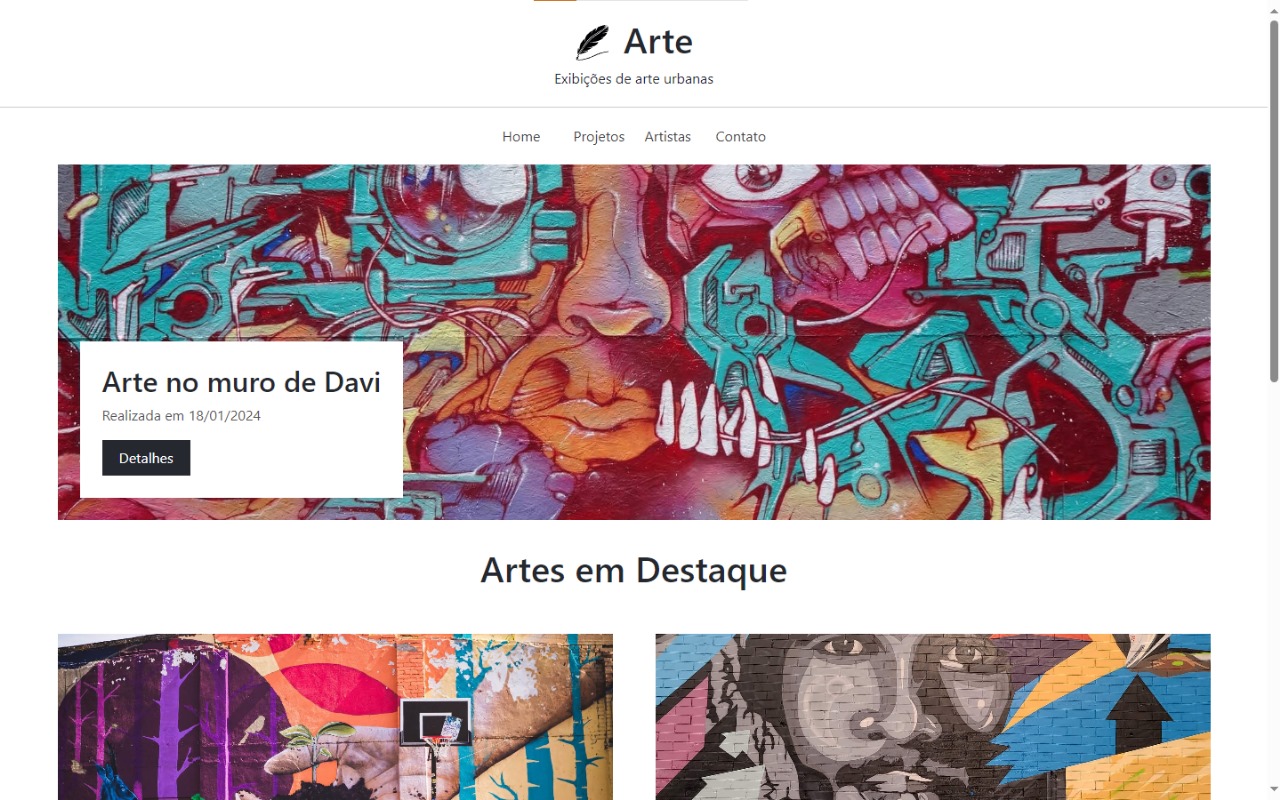 Arte
Exibições de arte urbanas
Home Projetos Artistas Contato
Arte no muro de Davi
Realizada em 18/01/2024
Detalhes
Artes em Destaque